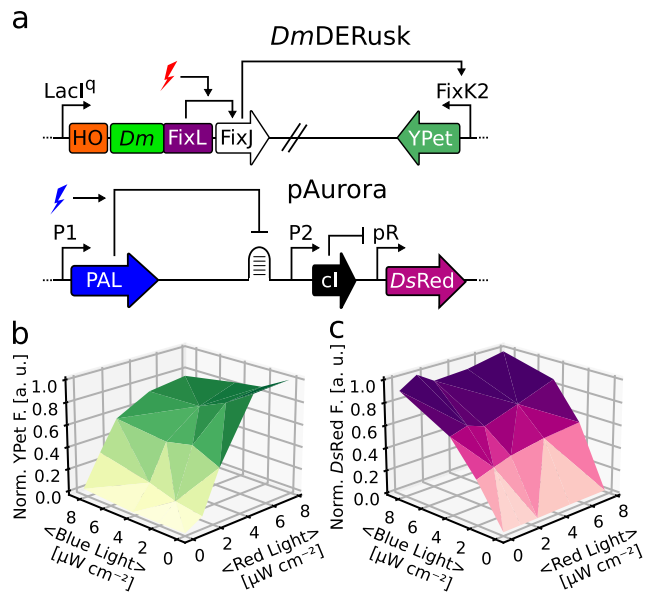 a
DmDERusk
LacI^q
FixK2
HO
Dm
FixL
FixJ
YPet
pAurora
P1
P2
pR
PAL
cI
DsRed
b
c
Norm. YPet F. [a. u.]
1.0
0.8
0.6
0.4
0.2
0.0
8
6
4
2
0
<Blue Light>
[µW cm⁻²]
0
2
4
6
8
<Red Light>
[µW cm⁻²]
Norm. DsRed F. [a. u.]
1.0
0.8
0.6
0.4
0.2
0.0
8
6
4
2
0
<Blue Light>
[µW cm⁻²]
0
2
4
6
8
<Red Light>
[µW cm⁻²]